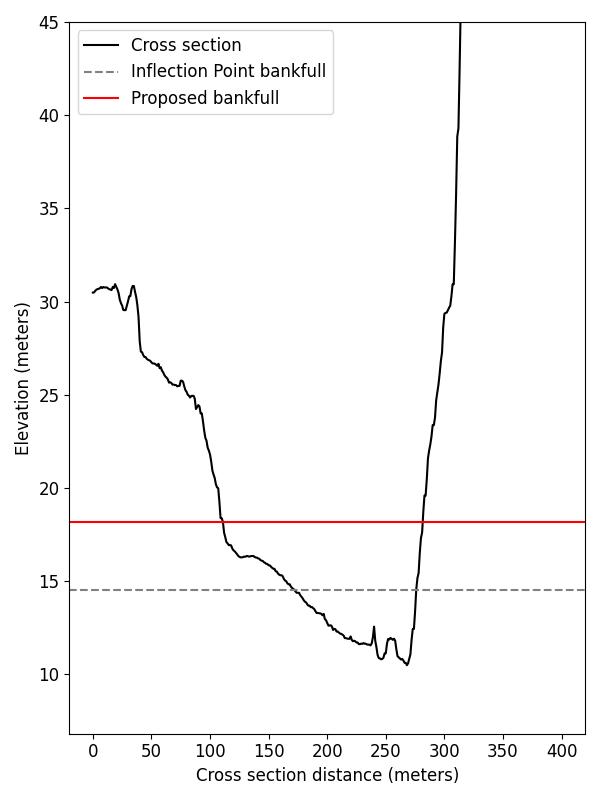 Cross section
Inflection Point bankfull
Proposed bankfull
45
40
35
30
25
20
15
10
Elevation (meters)
0 50 100 150 200 250 300 350 400
Cross section distance (meters)